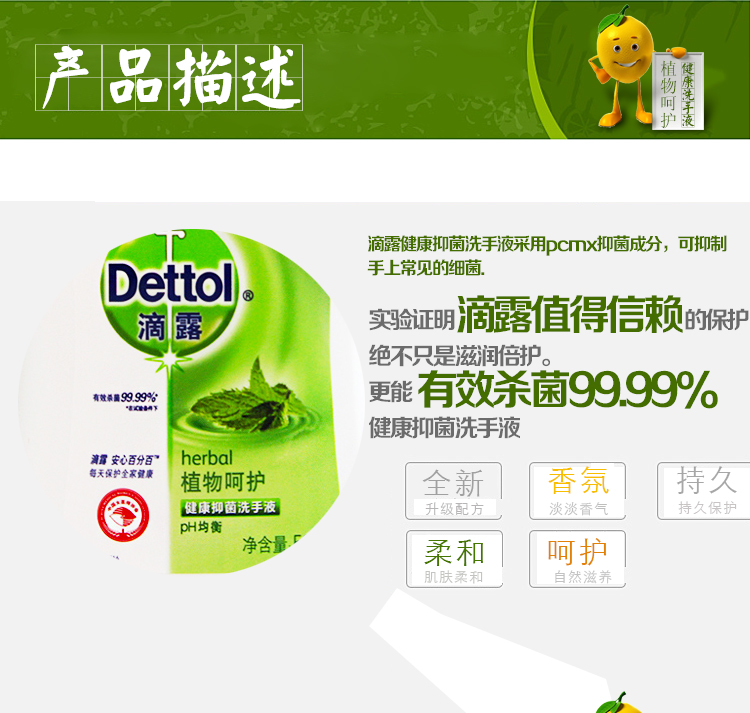 产品描述
植物呵护
健康洗手液
滴露健康抑菌洗手液采用pcmx抑菌成分，可抑制
手上常见的细菌.
实验证明滴露值得信赖的保护
绝不只是滋润倍护。
更能 有效杀菌99.99%
健康抑菌洗手液
Dettol®
滴露
有效杀菌99.99%*
*在试验条件下
滴露 安心百分百™
每天保护全家健康
herbal
植物呵护
健康抑菌洗手液
pH均衡
净含量
全新
升级配方
香氛
淡淡香气
持久
持久保护
柔和
肌肤柔和
呵护
自然滋养